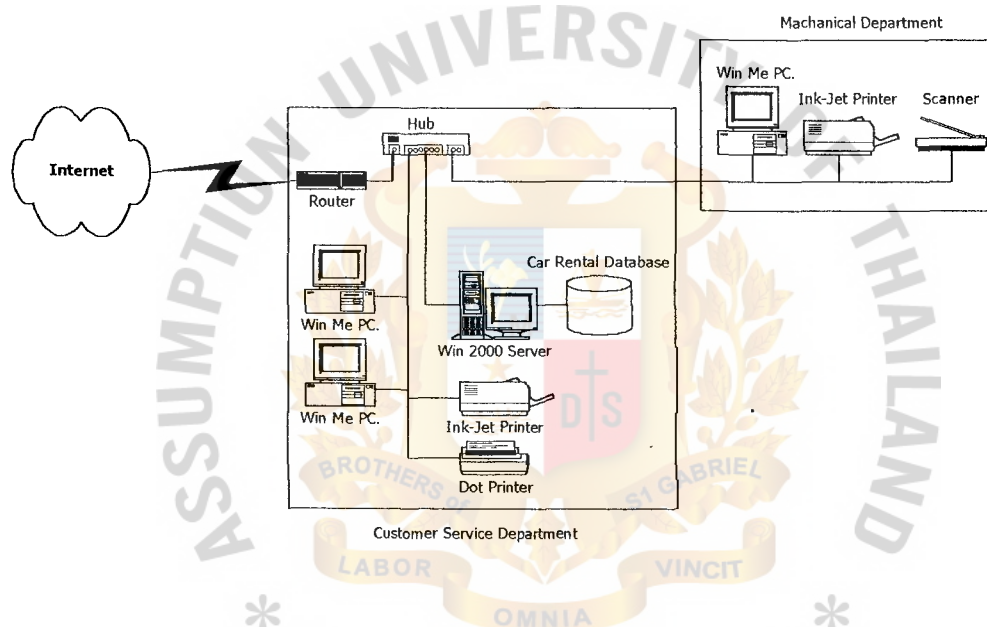 Machanical Department
Win Me PC.
Ink-Jet Printer
Scanner
Hub
Internet
Router
Car Rental Database
Win Me PC.
Win 2000 Server
Win Me PC.
Ink-Jet Printer
Dot Printer
Customer Service Department
ASSUMPTION UNIVERSITY OF THAILAND
DS
BROTHERS of
S1 GABRIEL
LABOR
VINCIT
OMNIA